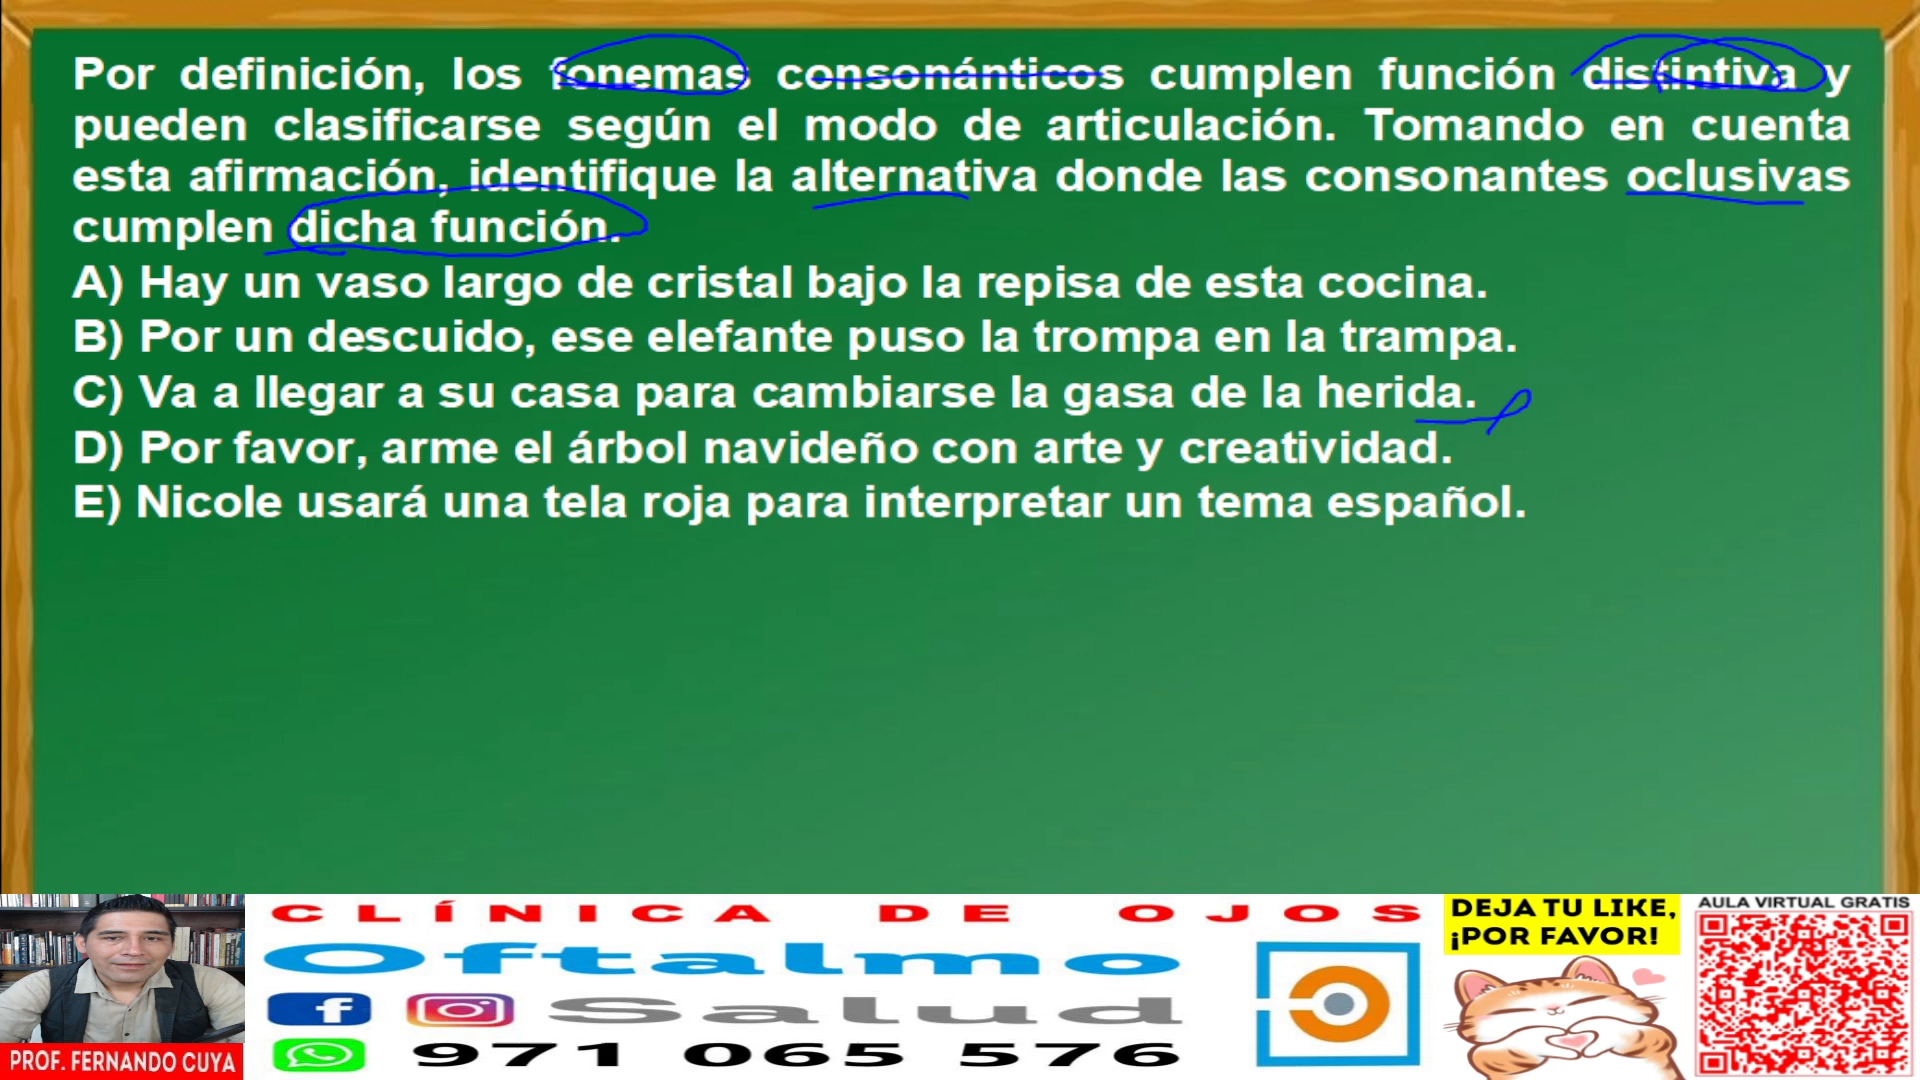 Por definición, los fonemas consonánticos cumplen función distintiva y
pueden clasificarse según el modo de articulación. Tomando en cuenta
esta afirmación, identifique la alternativa donde las consonantes oclusivas
cumplen dicha función.
A) Hay un vaso largo de cristal bajo la repisa de esta cocina.
B) Por un descuido, ese elefante puso la trompa en la trampa.
C) Va a llegar a su casa para cambiarse la gasa de la herida.
D) Por favor, arme el árbol navideño con arte y creatividad.
E) Nicole usará una tela roja para interpretar un tema español.
PROF. FERNANDO CUYA
CLÍNICA DE OJOS
Oftalmo
Salud
971 065 576
DEJA TU LIKE,
¡POR FAVOR!
AULA VIRTUAL GRATIS